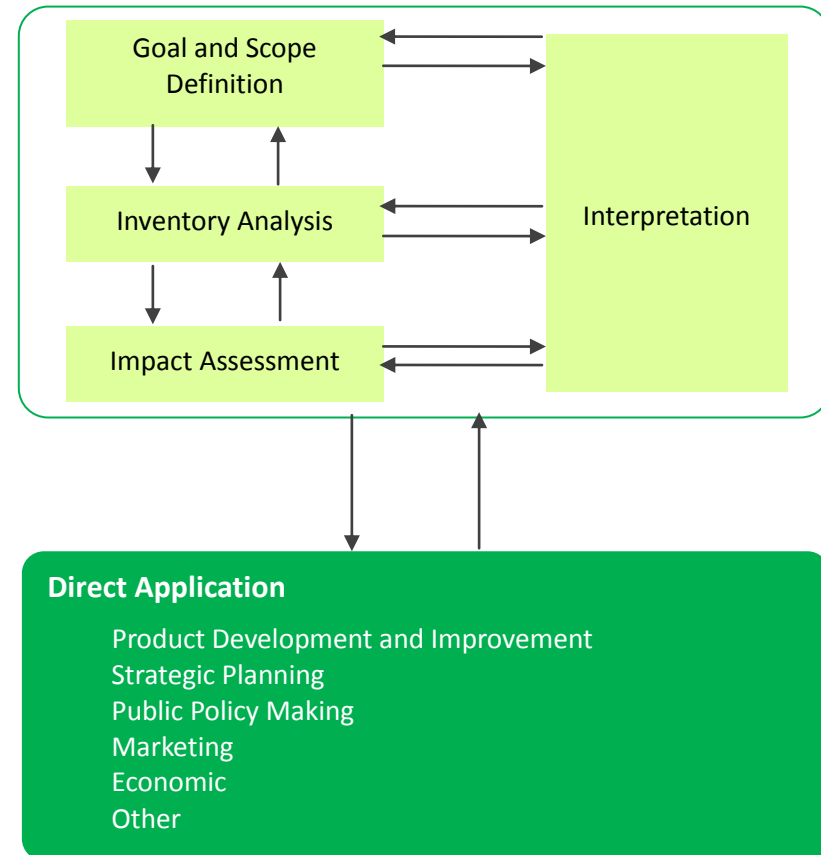 Goal and Scope
Definition
Inventory Analysis
Impact Assessment
Interpretation
Direct Application
Product Development and Improvement
Strategic Planning
Public Policy Making
Marketing
Economic
Other